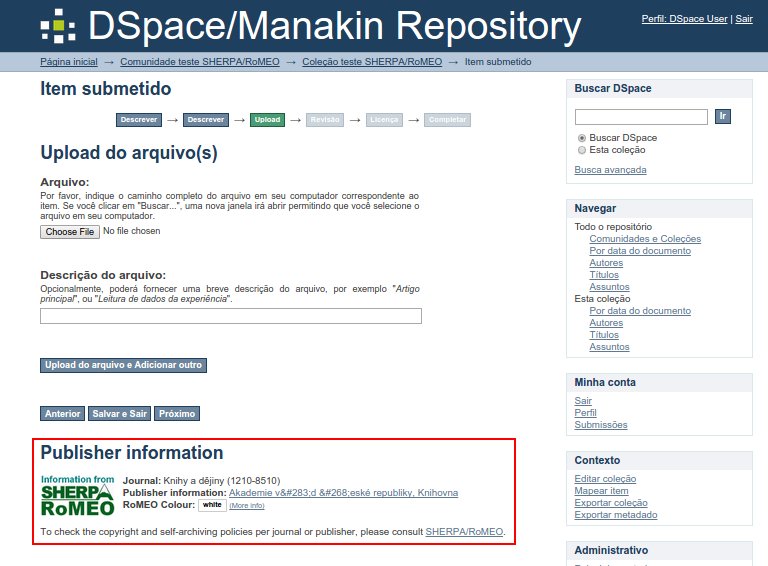 DSpace/Manakin Repository
Perfil: DSpace User | Sair
Página inicial → Comunidade teste SHERPA/RoMEO → Coleção teste SHERPA/RoMEO → Item submetido
Item submetido
Descrever → Descrever → Upload → Revisão → Licença → Completar
Upload do arquivo(s)
Arquivo:
Por favor, indique o caminho completo do arquivo em seu computador correspondente ao
item. Se você clicar em "Buscar...", uma nova janela irá abrir permitindo que você selecione o
arquivo em seu computador.
Choose File No file chosen
Descrição do arquivo:
Opcionalmente, poderá fornecer uma breve descrição do arquivo, por exemplo "Artigo
principal", ou "Leitura de dados da experiência".
Upload do arquivo e Adicionar outro
Anterior Salvar e Sair Próximo
Publisher information
Information from
SHERPA
RoMEO
Journal: Knihy a dějiny (1210-8510)
Publisher information: Akademie v&#283;d &#268;eské republiky, Knihovna
RoMEO Colour: white (More info)
To check the copyright and self-archiving policies per journal or publisher, please consult SHERPA/RoMEO.
Buscar DSpace
Ir
Buscar DSpace
Esta coleção
Busca avançada
Navegar
Todo o repositório
Comunidades e Coleções
Por data do documento
Autores
Títulos
Assuntos
Esta coleção
Por data do documento
Autores
Títulos
Assuntos
Minha conta
Sair
Perfil
Submissões
Contexto
Editar coleção
Mapear item
Exportar coleção
Exportar metadado
Administrativo